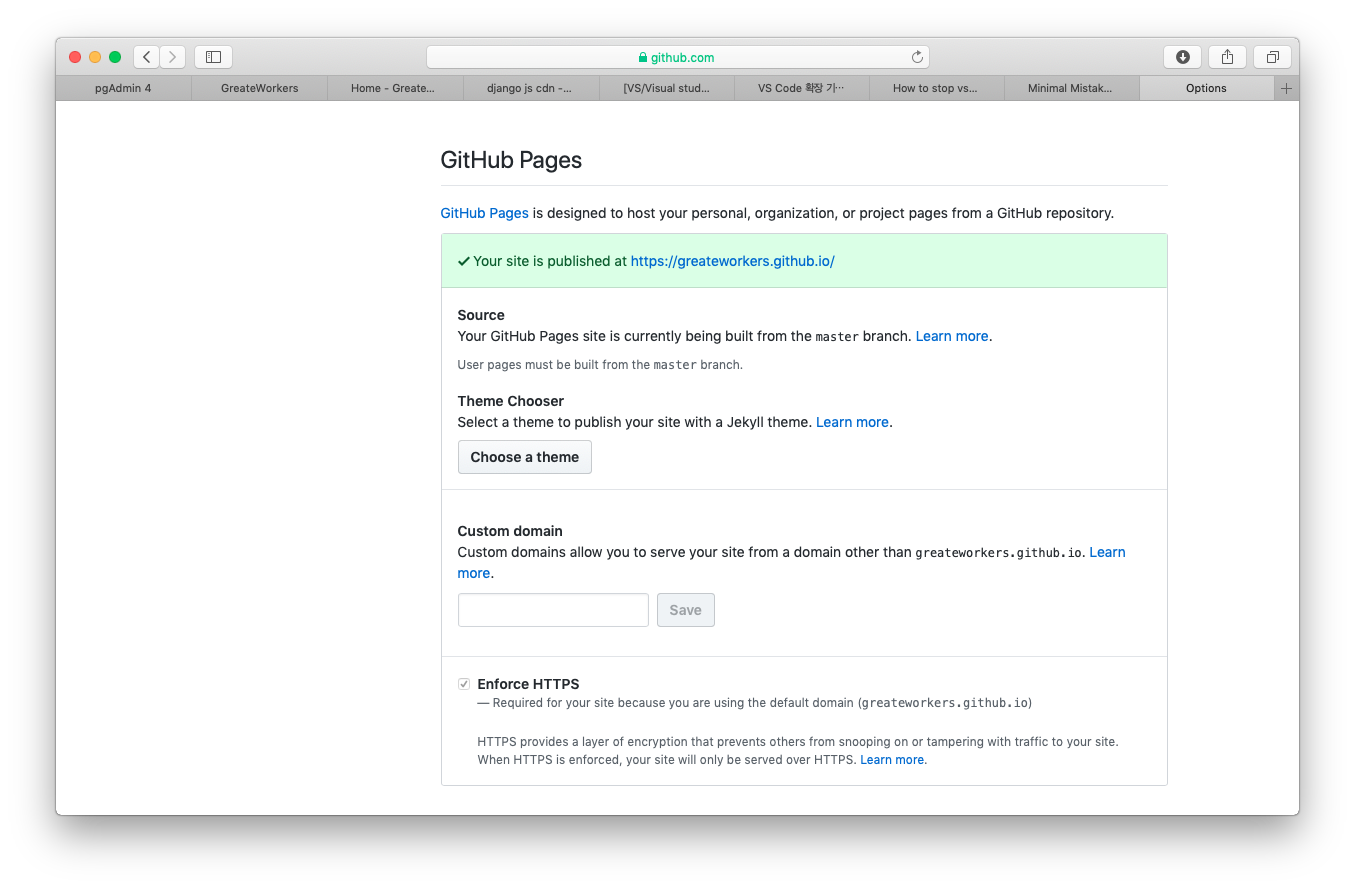 github.com
pgAdmin 4
GreateWorkers
Home - Greate...
django js cdn -...
[VS/Visual stud...
VS Code 확장 기...
How to stop vs...
Minimal Mistak...
Options
GitHub Pages
GitHub Pages is designed to host your personal, organization, or project pages from a GitHub repository.
Your site is published at https://greateworkers.github.io/
Source
Your GitHub Pages site is currently being built from the master branch. Learn more.
User pages must be built from the master branch.
Theme Chooser
Select a theme to publish your site with a Jekyll theme. Learn more.
Choose a theme
Custom domain
Custom domains allow you to serve your site from a domain other than greateworkers.github.io. Learn
more.
Save
Enforce HTTPS
— Required for your site because you are using the default domain (greateworkers.github.io)
HTTPS provides a layer of encryption that prevents others from snooping on or tampering with traffic to your site.
When HTTPS is enforced, your site will only be served over HTTPS. Learn more.